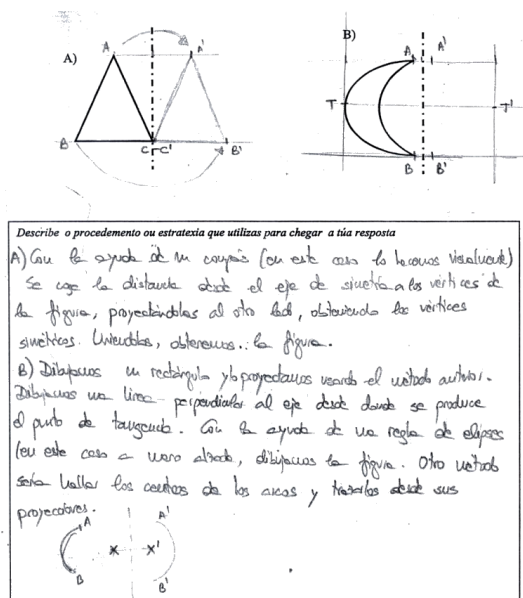 A)
A A'
B C C' B'
B)
A A'
T T'
B B'
Describe o procedemento ou estratexia que utilizas para chegar a túa resposta
A) Con la ayuda de un compás (en este caso lo hacemos visualmente)
se coge la distancia desde el eje de simetría a los vértices de
la figura, proyectándolas al otro lado, obteniendo los vértices
simétricos. Uniéndolos, obtenemos la figura.
B) Dibujamos un rectángulo y lo proyectamos usando el método anterior.
Dibujamos una línea perpendicular al eje desde donde se produce
el punto de tangencia. Con la ayuda de una regla de elipses
(en este caso a mano alzada, dibujamos la figura. Otro método
sería hallar los centros de los arcos y trazarlos desde sus
proyecciones.
A A'
x x'
B B'